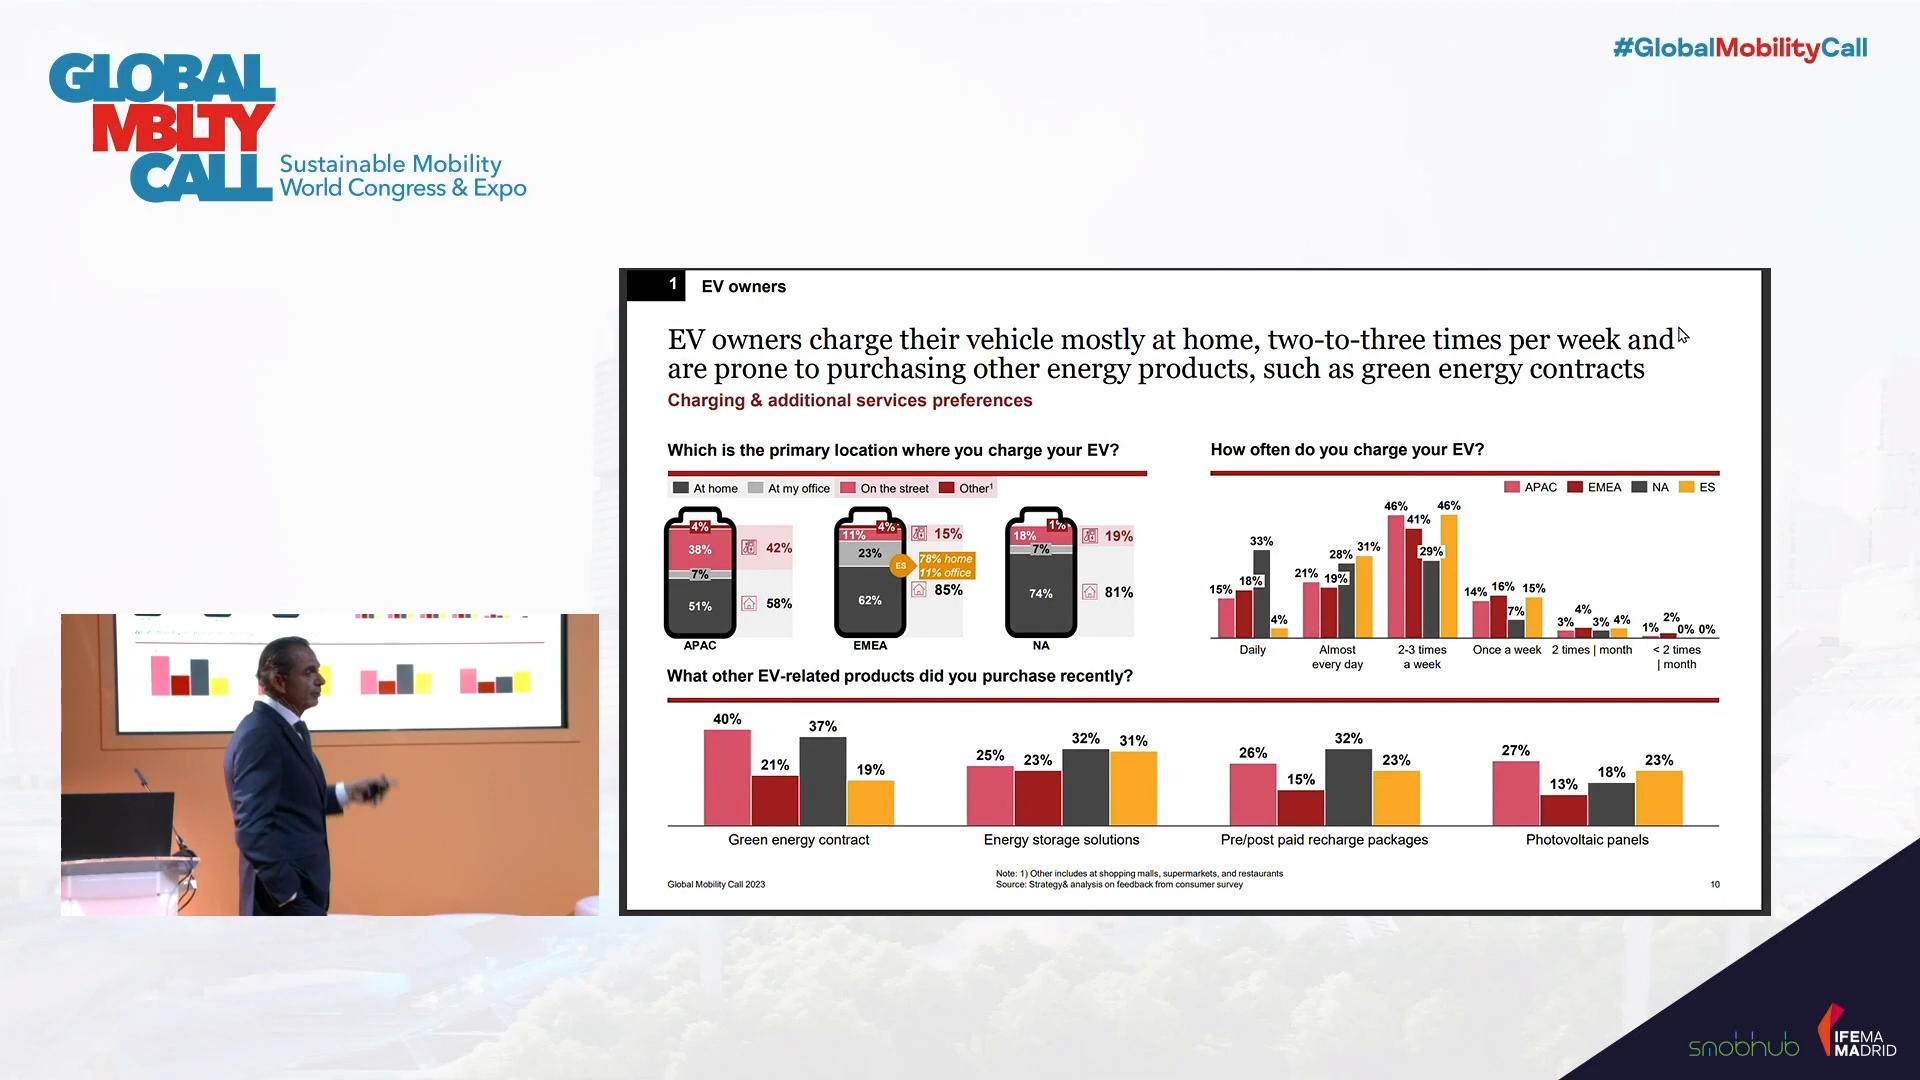 GLOBAL
MBLTY
CALL
Sustainable Mobility
World Congress & Expo
#GlobalMobilityCall
1
EV owners
EV owners charge their vehicle mostly at home, two-to-three times per week and
are prone to purchasing other energy products, such as green energy contracts
Charging & additional services preferences
Which is the primary location where you charge your EV?
At home At my office On the street Other¹
4%
38%
7%
51%
42%
58%
APAC
4%
11%
23%
62%
15%
ES
78% home
11% office
85%
EMEA
1%
18%
7%
74%
19%
81%
NA
How often do you charge your EV?
APAC EMEA NA ES
15% 18% 33% 4%
21% 19% 28% 31%
46% 41% 29% 46%
14% 16% 7% 15%
3% 4% 3% 4%
1% 2% 0% 0%
Daily
Almost
every day
2-3 times
a week
Once a week
2 times | month
< 2 times
| month
What other EV-related products did you purchase recently?
40% 21% 37% 19%
25% 23% 32% 31%
26% 15% 32% 23%
27% 13% 18% 23%
Green energy contract
Energy storage solutions
Pre/post paid recharge packages
Photovoltaic panels
Note: 1) Other includes at shopping malls, supermarkets, and restaurants
Source: Strategy& analysis on feedback from consumer survey
Global Mobility Call 2023
10
smobhub
IFEMA
MADRID